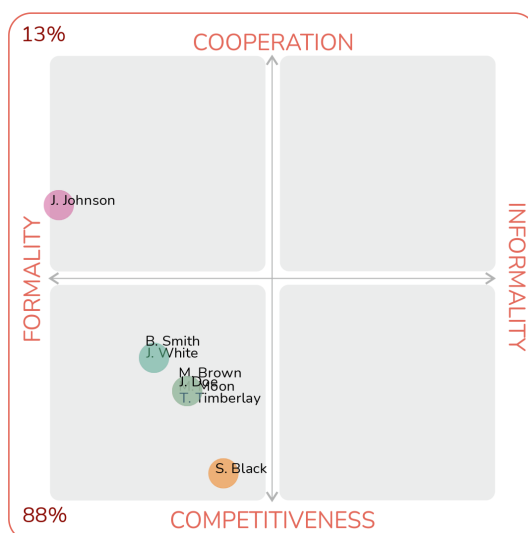 13%
COOPERATION
J. Johnson
FORMALITY
INFORMALITY
B. Smith
J. White
M. Brown
J. Doe
Moon
T. Timberlay
S. Black
88%
COMPETITIVENESS